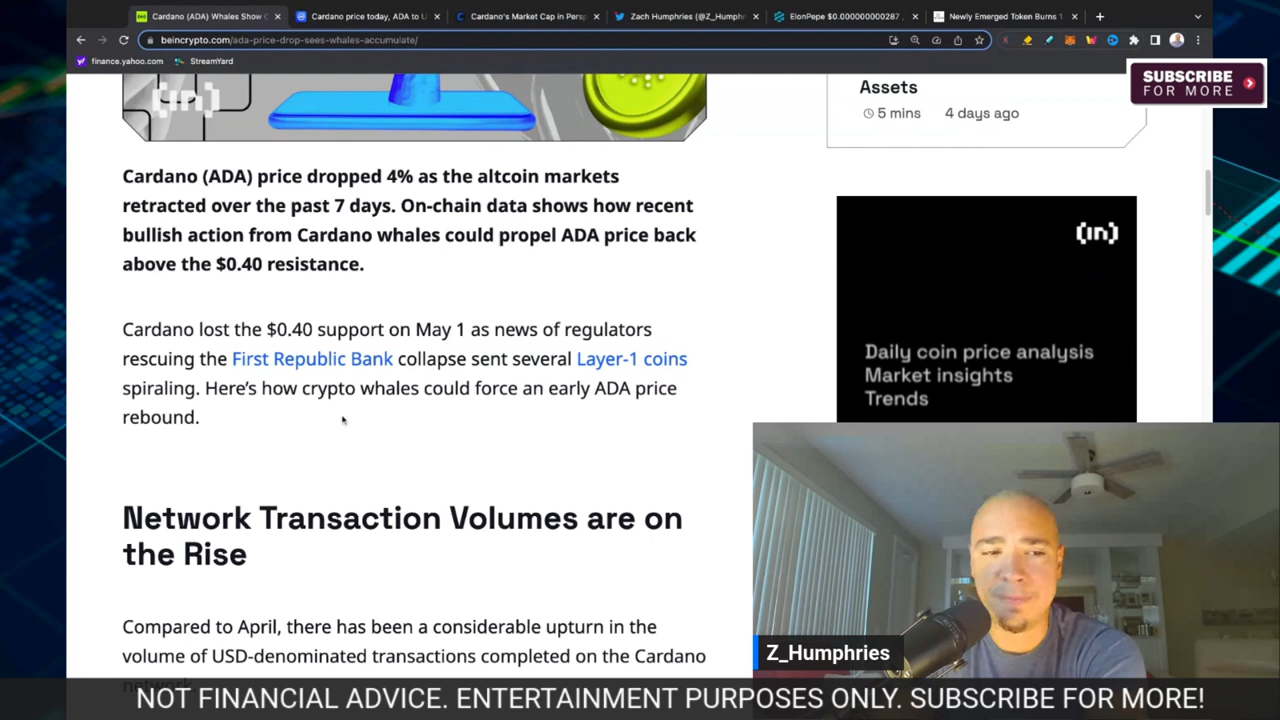 Cardano (ADA) Whales Show C
Cardano price today, ADA to U
Cardano's Market Cap in Persp
Zach Humphries (@Z_Humphr
ElonPepe $0.000000000287
Newly Emerged Token Burns 1
beincrypto.com/ada-price-drop-sees-whales-accumulate/
finance.yahoo.com
StreamYard
SUBSCRIBE
FOR MORE
(in)
Assets
5 mins 4 days ago
Cardano (ADA) price dropped 4% as the altcoin markets
retracted over the past 7 days. On-chain data shows how recent
bullish action from Cardano whales could propel ADA price back
above the $0.40 resistance.
(in)
Cardano lost the $0.40 support on May 1 as news of regulators
rescuing the First Republic Bank collapse sent several Layer-1 coins
spiraling. Here's how crypto whales could force an early ADA price
rebound.
Daily coin price analysis
Market insights
Trends
Network Transaction Volumes are on
the Rise
Compared to April, there has been a considerable upturn in the
volume of USD-denominated transactions completed on the Cardano
Z_Humphries
NOT FINANCIAL ADVICE. ENTERTAINMENT PURPOSES ONLY. SUBSCRIBE FOR MORE!